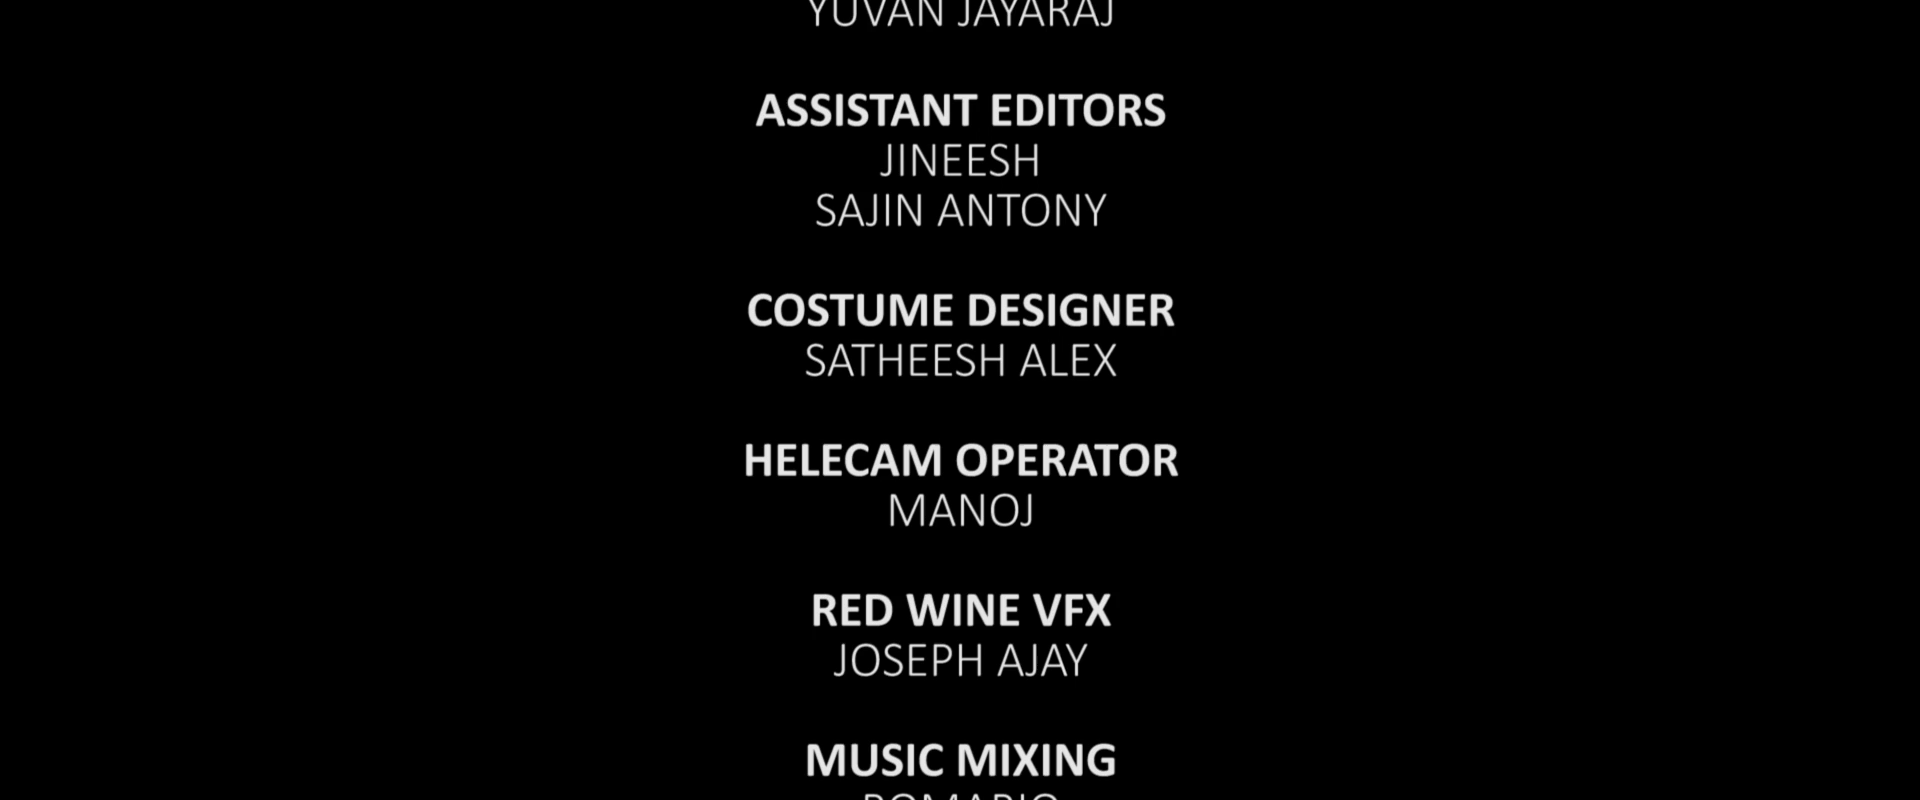 YUVAN JAYARAJ
ASSISTANT EDITORS
JINEESH
SAJIN ANTONY
COSTUME DESIGNER
SATHEESH ALEX
HELECAM OPERATOR
MANOJ
RED WINE VFX
JOSEPH AJAY
MUSIC MIXING